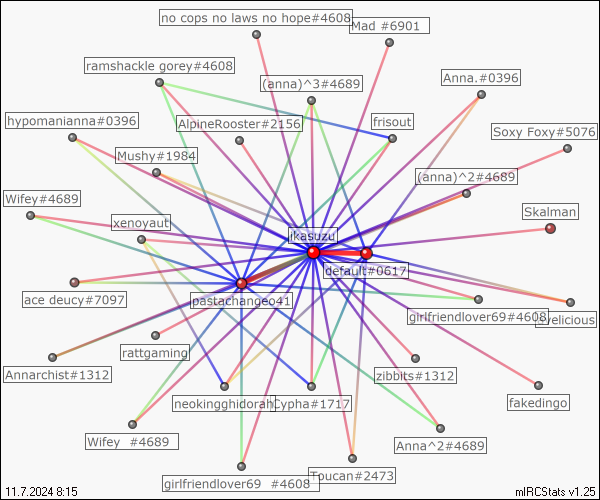 no cops no laws no hope#4608
Mad #6901
ramshackle gorey#4608
(anna)^3#4689
Anna.#0396
hypomanianna#0396
AlpineRooster#2156
frisout
Soxy Foxy#5076
Mushy#1984
(anna)^2#4689
Wifey#4689
xenoyaut
Skalman
ikasuzu
default#0617
ace deucy#7097
pastachangeo41
girlfriendlover69#4608
velicious
rattgaming
Annarchist#1312
zibbits#1312
neokingghidorah
Cypha#1717
fakedingo
Wifey #4689
Anna^2#4689
girlfriendlover69 #4608
Toucan#2473
11.7.2024 8:15
mIRCStats v1.25